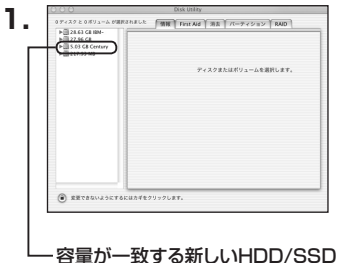 1.
Disk Utility
0 ディスク と 0 ボリューム が選択されました
情報 First Aid 消去 パーティション RAID
28.63 GB IBM-
27.96 GB
5.03 GB Century
ディスクまたはボリュームを選択します。
変更できないようにするにはカギをクリックします。
容量が一致する新しいHDD/SSD